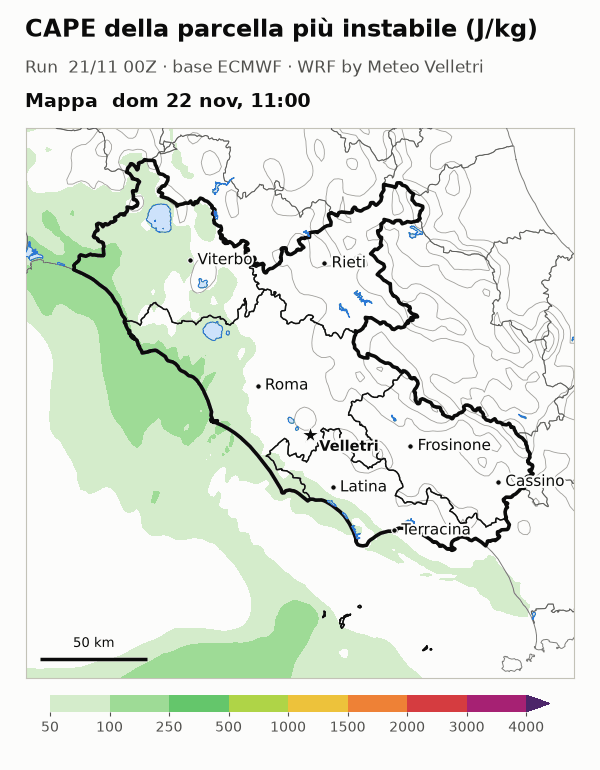 CAPE della parcella più instabile (J/kg)
Run  21/11 00Z · base ECMWF · WRF by Meteo Velletri
Mappa  dom 22 nov, 11:00
Viterbo
Rieti
Roma
Velletri
Frosinone
Latina
Cassino
Terracina
50 km
50 100 250 500 1000 1500 2000 3000 4000